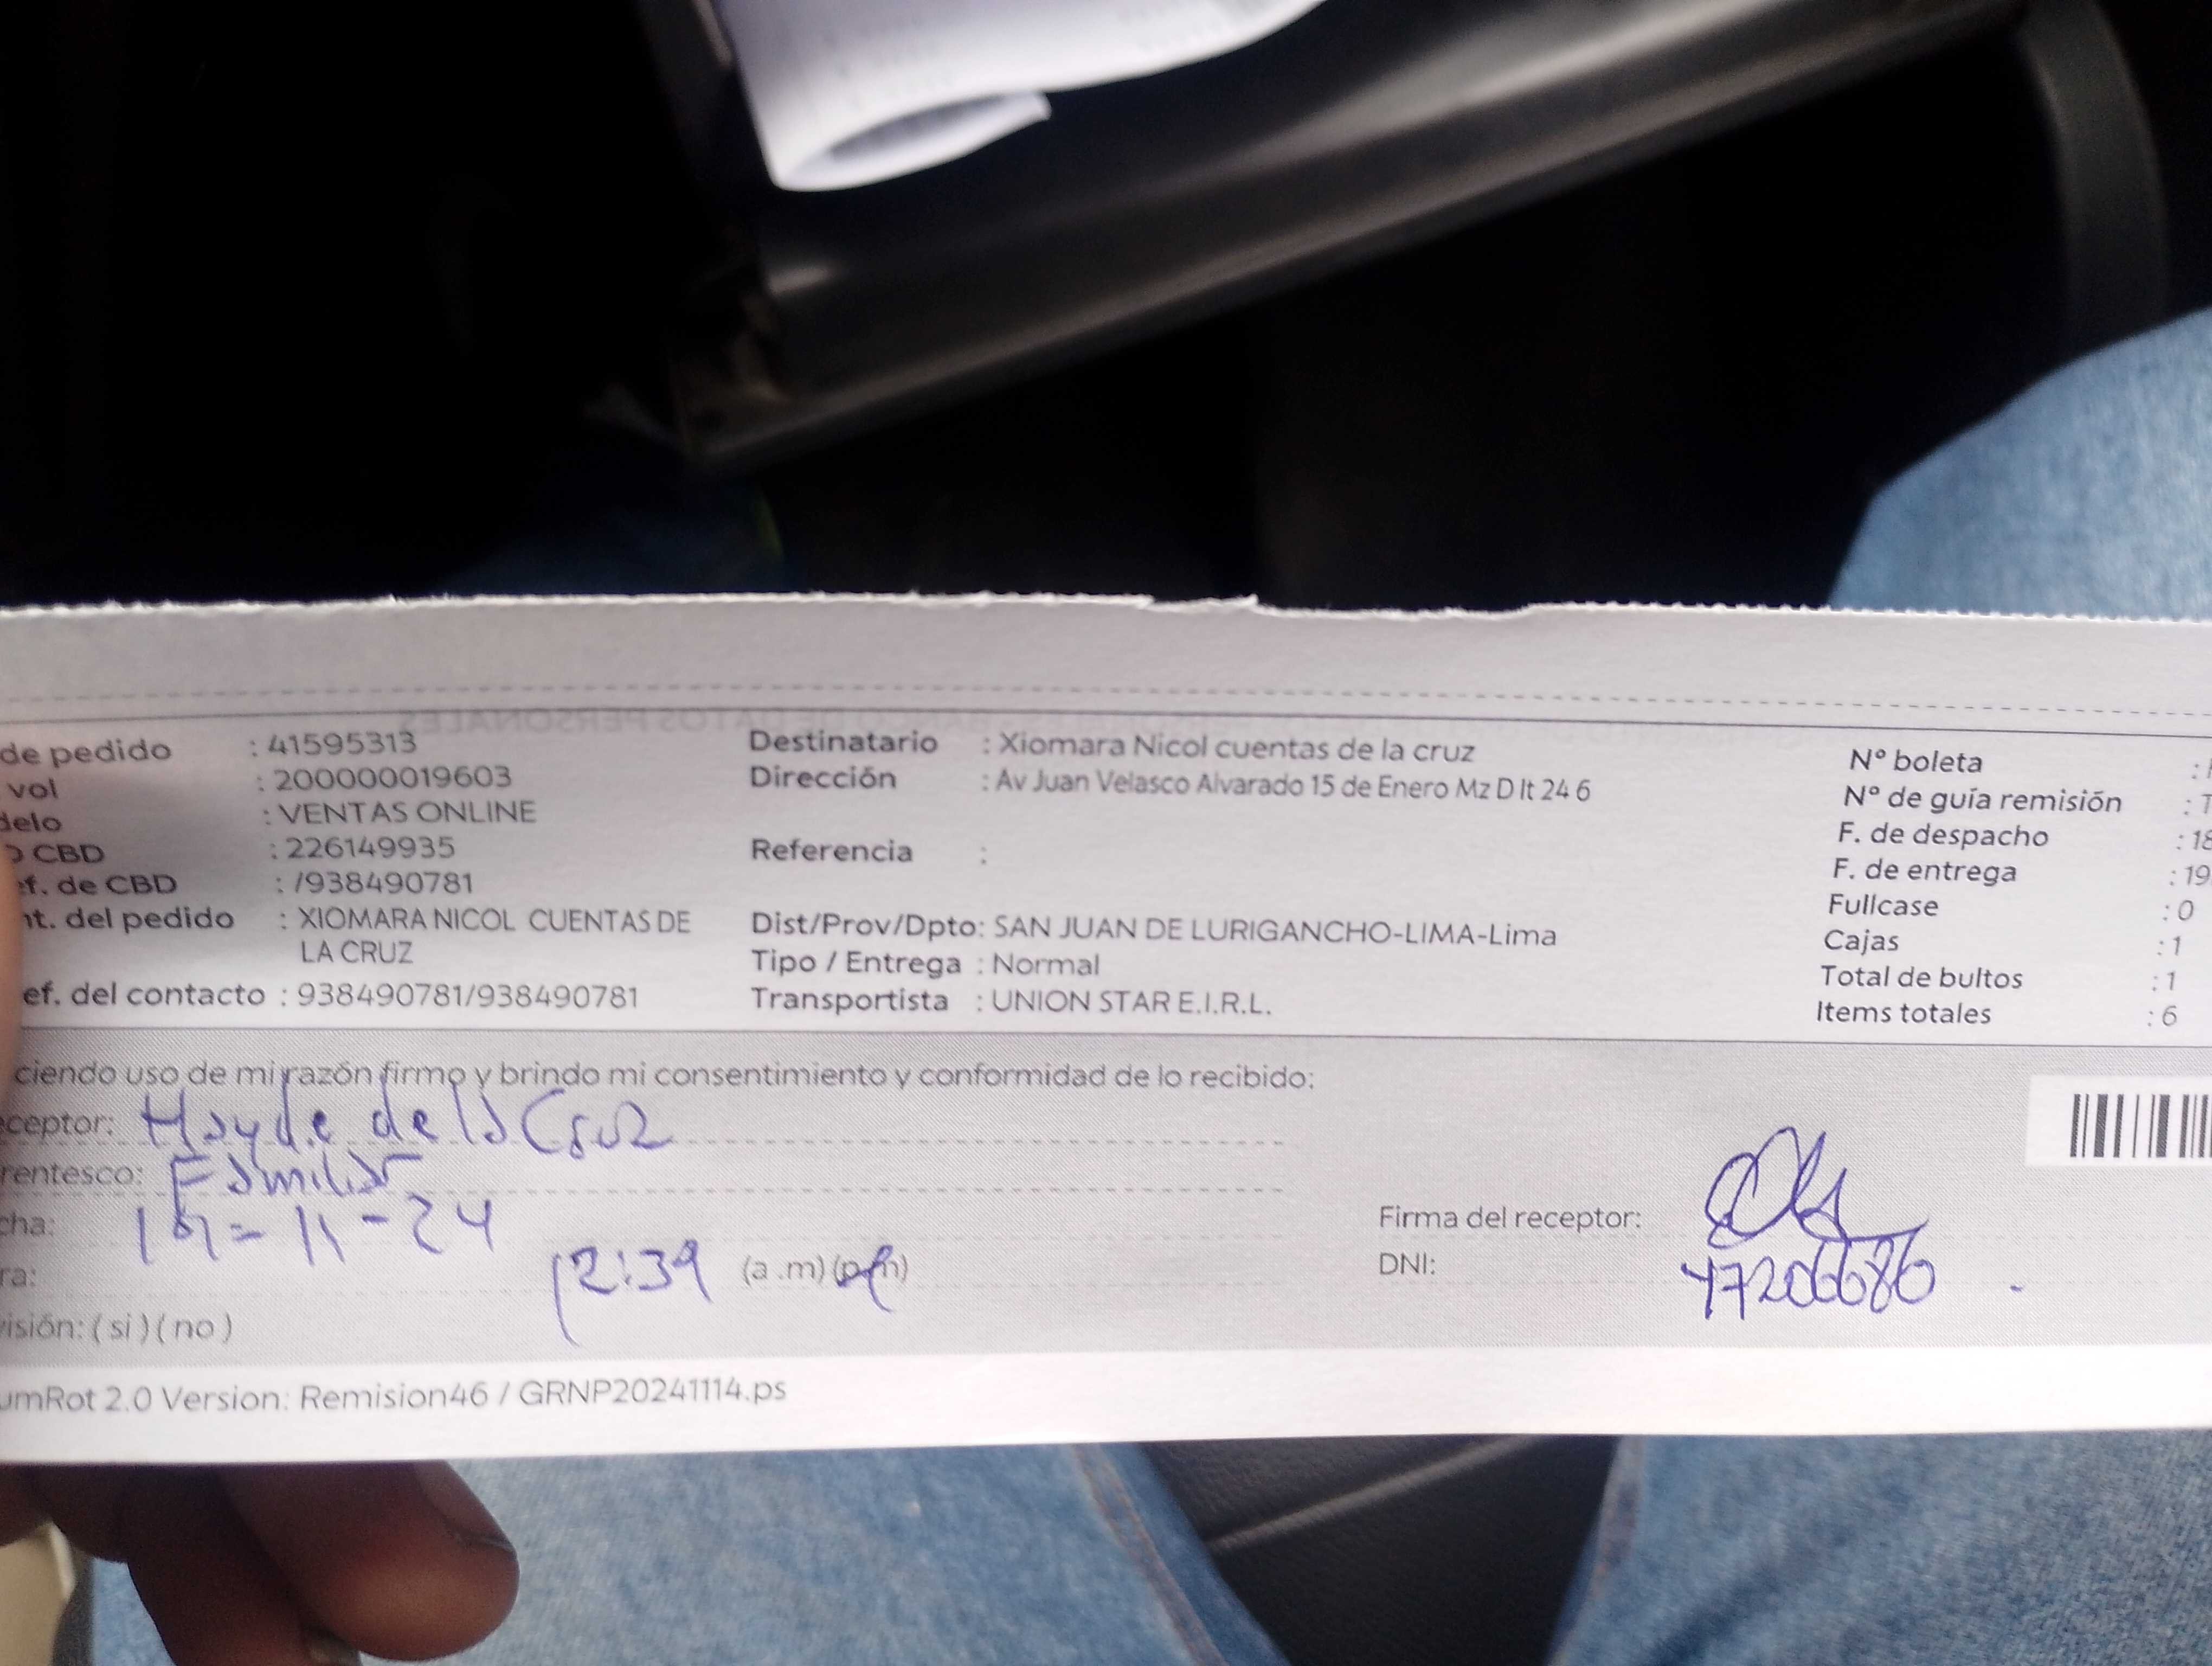 de pedido : 41595313
vol : 200000019603
delo : VENTAS ONLINE
CBD : 226149935
ef. de CBD : /938490781
nt. del pedido : XIOMARA NICOL CUENTAS DE
LA CRUZ
ef. del contacto : 938490781/938490781
Destinatario : Xiomara Nicol cuentas de la cruz
Dirección : Av Juan Velasco Alvarado 15 de Enero Mz D lt 24 6
Referencia :
Dist/Prov/Dpto: SAN JUAN DE LURIGANCHO-LIMA-Lima
Tipo / Entrega : Normal
Transportista : UNION STAR E.I.R.L.
N° boleta :
N° de guía remisión : T
F. de despacho : 18
F. de entrega : 19
Fullcase : 0
Cajas : 1
Total de bultos : 1
Items totales : 6
ciendo uso de mi razón firmo y brindo mi consentimiento y conformidad de lo recibido:
ceptor: Hayde de la Cruz
rentesco: Familiar
cha: 19-11-24
ra: 12:39 (a.m) (p.m)
visión: ( si ) ( no )
Firma del receptor:
DNI: 47206686
umRot 2.0 Version: Remision46 / GRNP20241114.ps